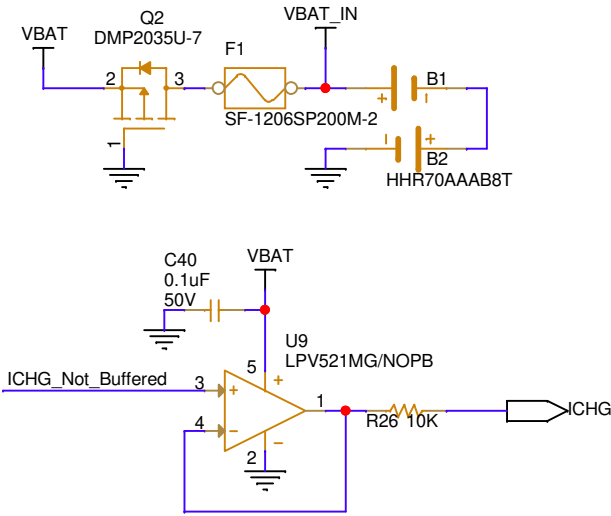 Q2
DMP2035U-7
VBAT
VBAT_IN
F1
2
3
1
SF-1206SP200M-2
B1
+
-
-
+
B2
HHR70AAAB8T
C40
0.1uF
50V
VBAT
U9
LPV521MG/NOPB
ICHG_Not_Buffered
3
+
5
+
1
4
-
2
-
R26 10K
ICHG